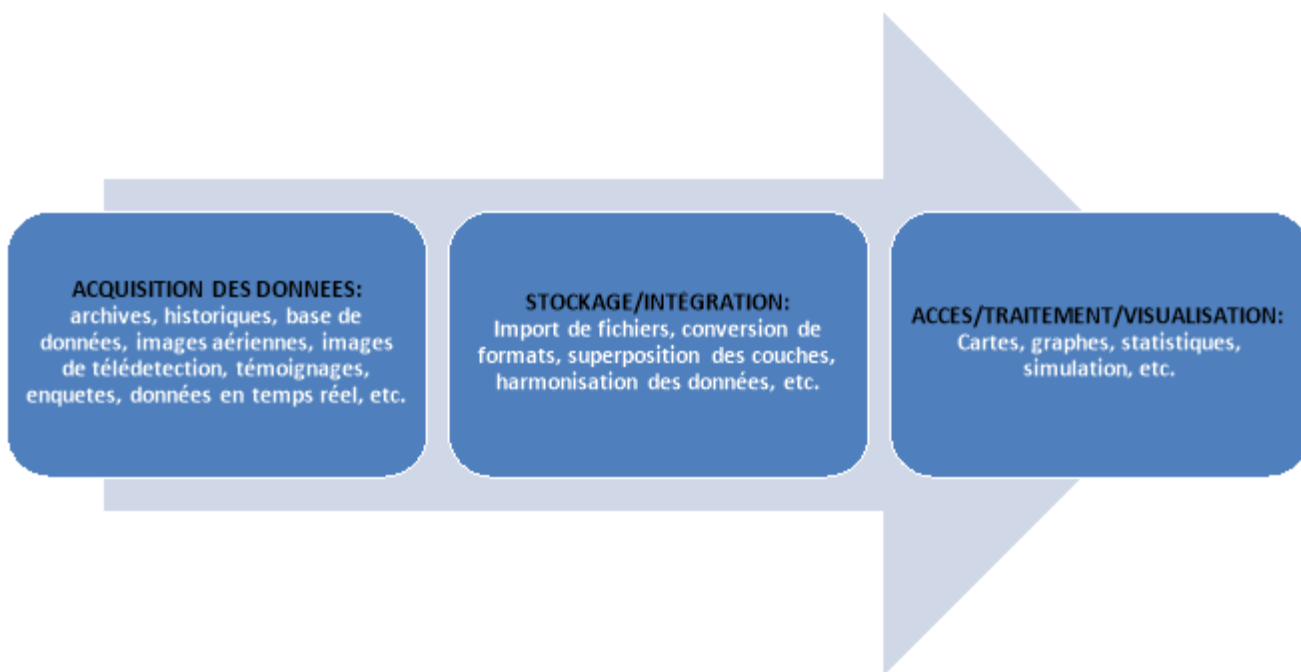 ACQUISITION DES DONNEES:
archives, historiques, base de
données, images aériennes, images
de télédetection, témoignages,
enquetes, données en temps réel, etc.
STOCKAGE/INTÉGRATION:
Import de fichiers, conversion de
formats, superposition des couches,
harmonisation des données, etc.
ACCES/TRAITEMENT/VISUALISATION:
Cartes, graphes, statistiques,
simulation, etc.